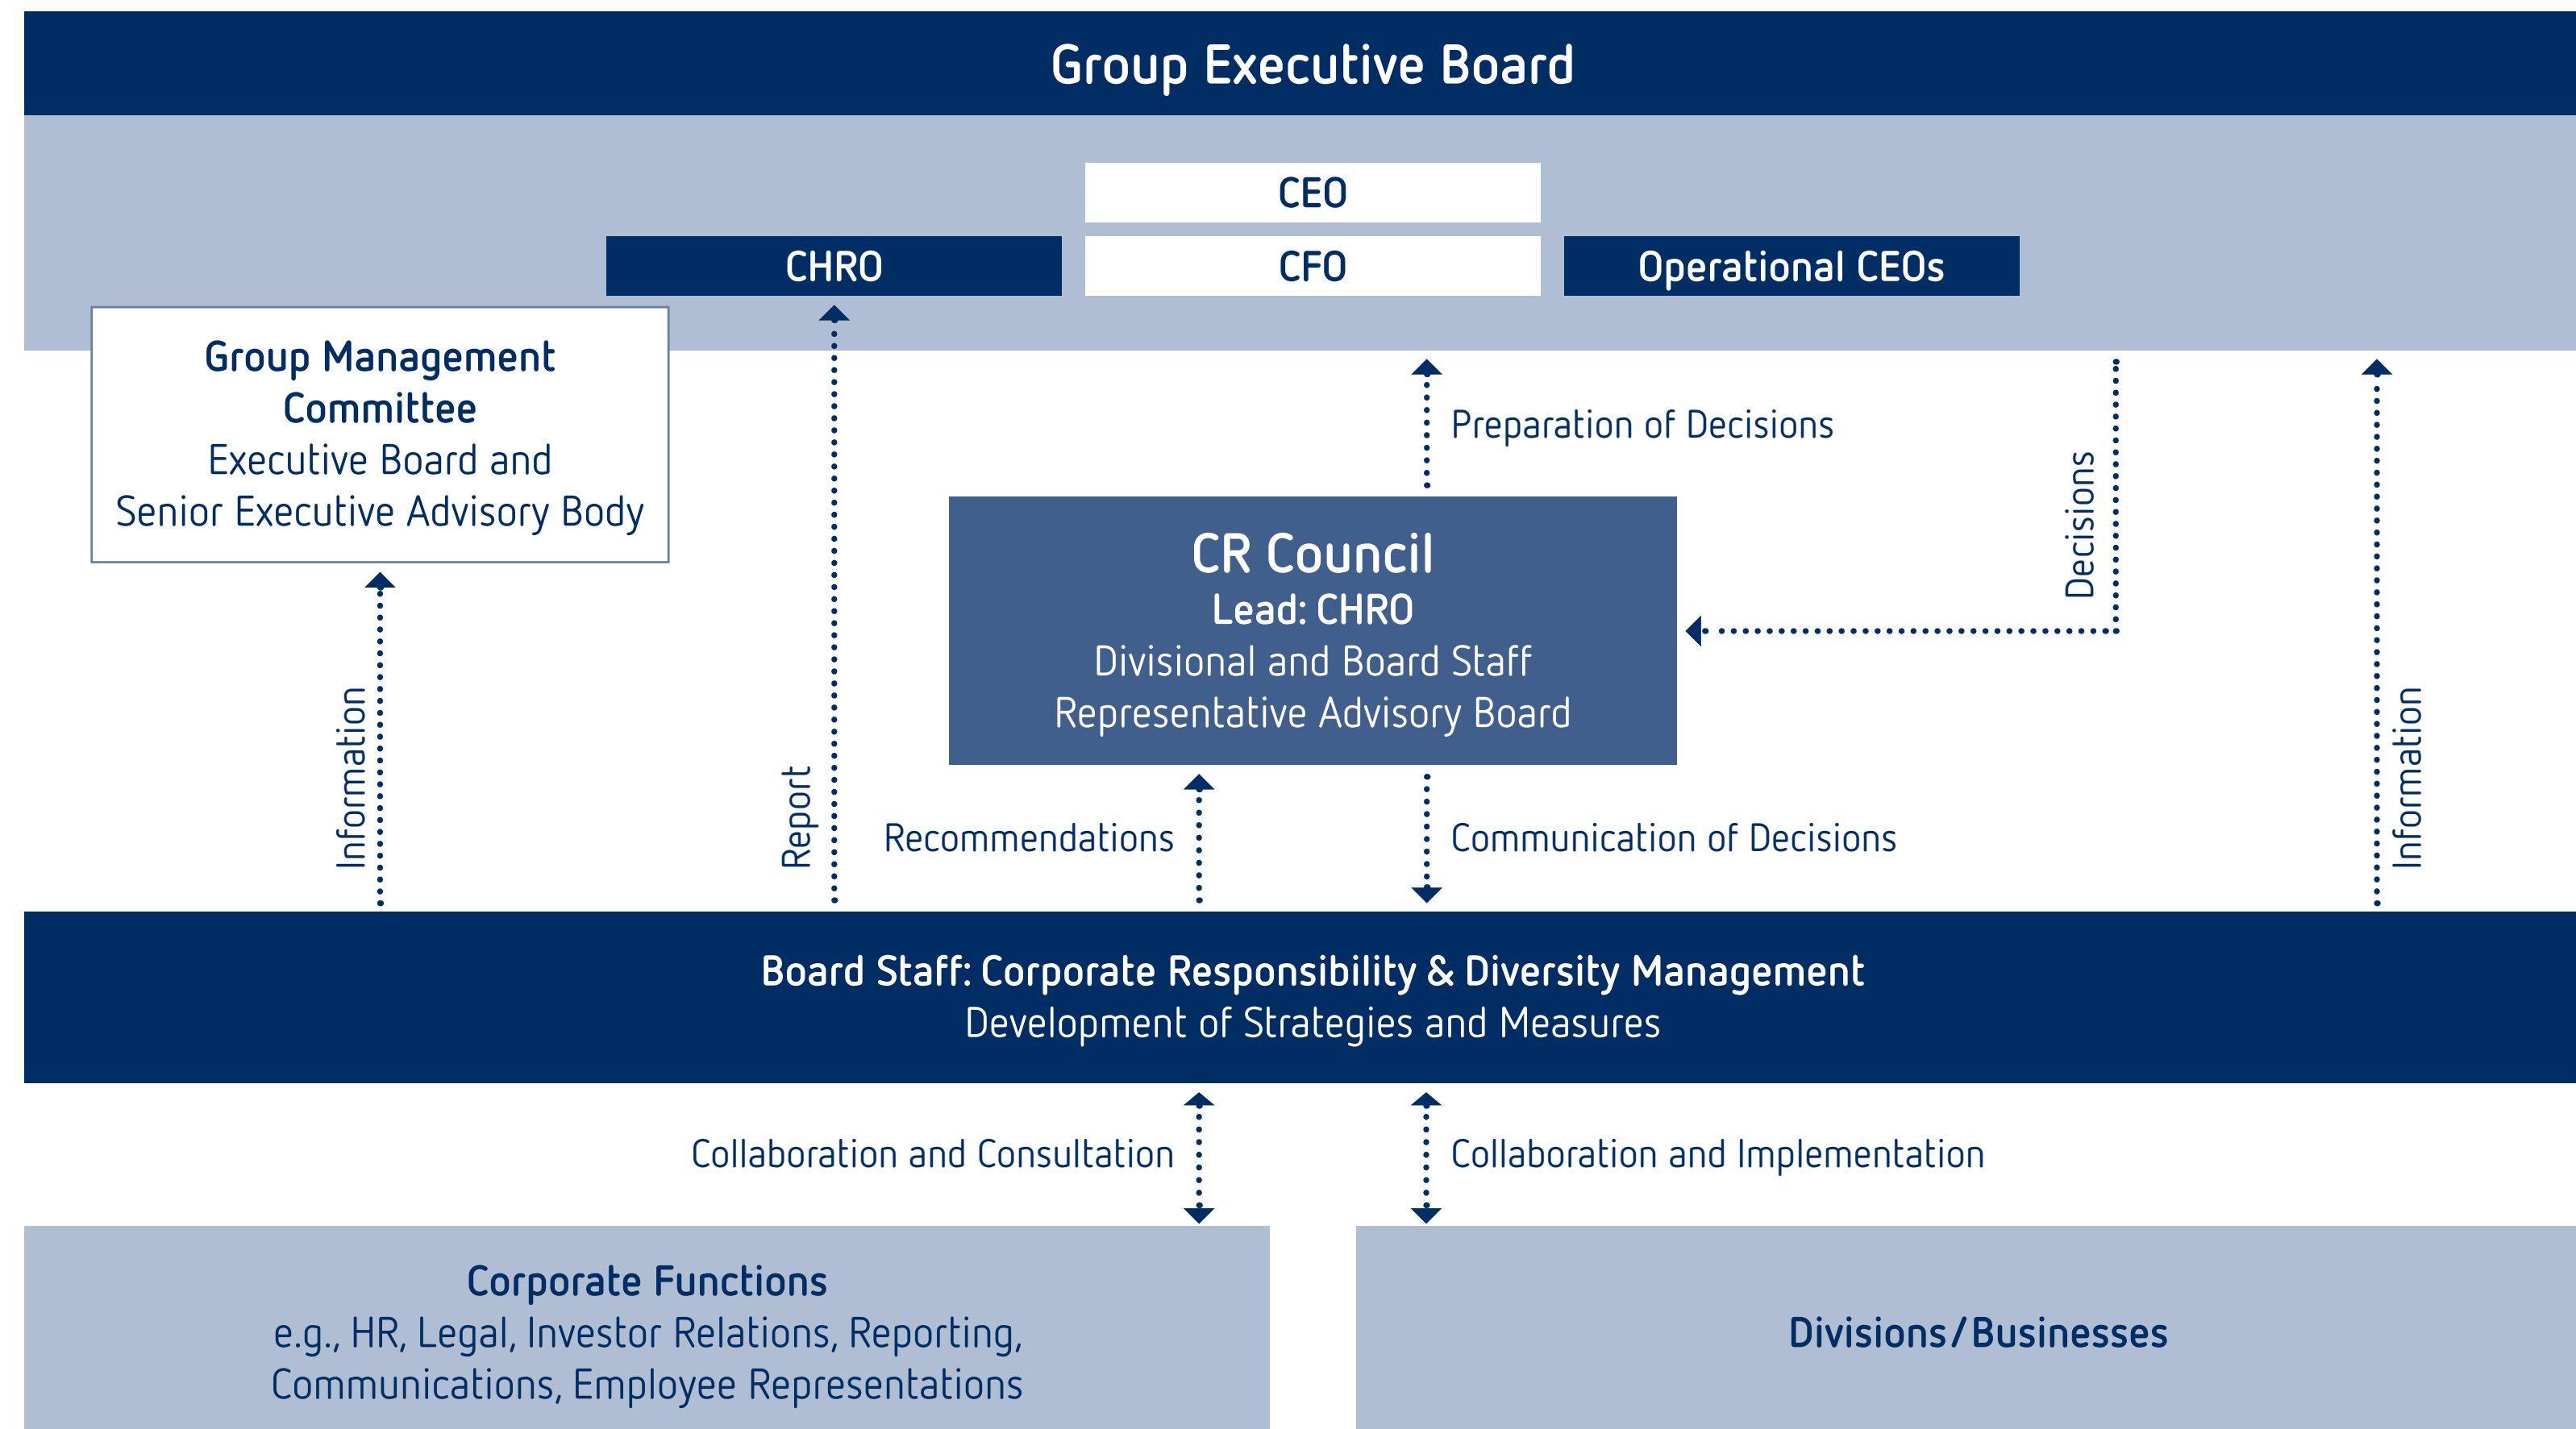 Group Executive Board
CEO
CHRO
CFO
Operational CEOs
Group Management
Committee
Executive Board and
Senior Executive Advisory Body
Preparation of Decisions
Decisions
CR Council
Lead: CHRO
Divisional and Board Staff
Representative Advisory Board
Information
Report
Recommendations
Communication of Decisions
Information
Board Staff: Corporate Responsibility & Diversity Management
Development of Strategies and Measures
Collaboration and Consultation
Collaboration and Implementation
Corporate Functions
e.g., HR, Legal, Investor Relations, Reporting,
Communications, Employee Representations
Divisions/Businesses